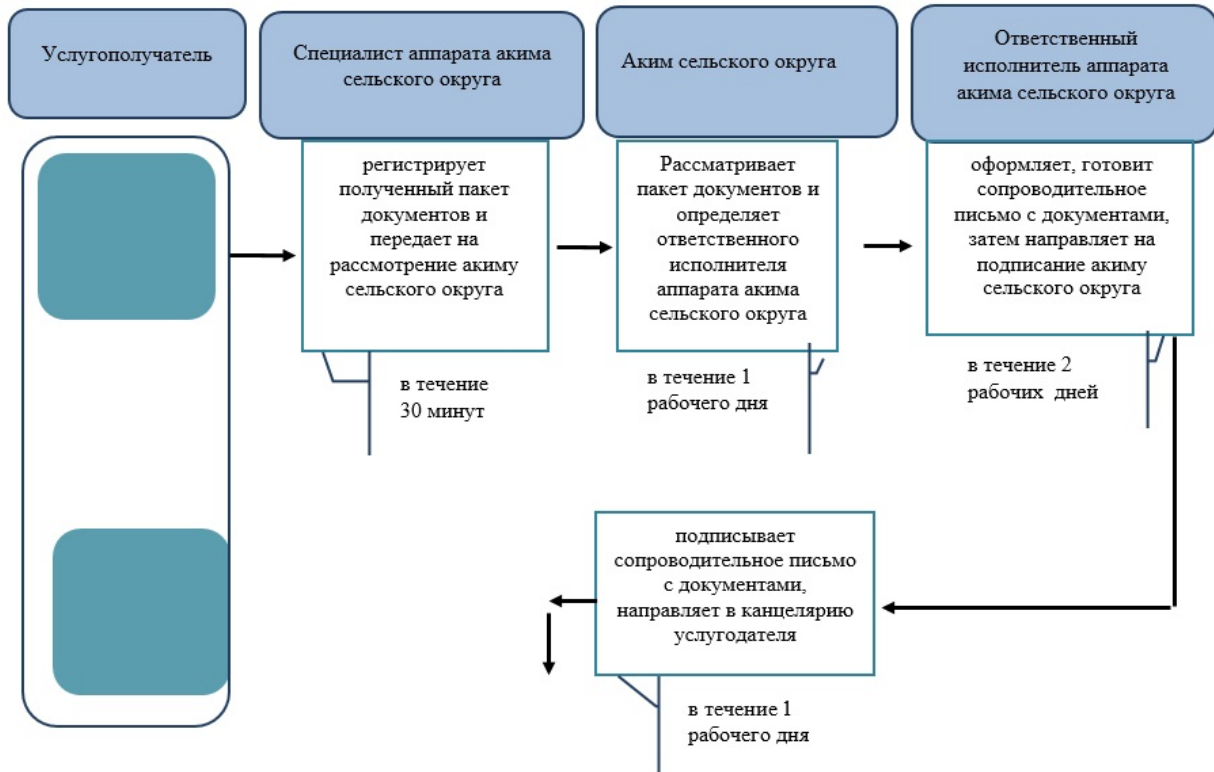 Услугополучатель
Специалист аппарата акима
сельского округа
Аким сельского округа
Ответственный
исполнитель аппарата
акима сельского округа
регистрирует
полученный пакет
документов и
передает на
рассмотрение акиму
сельского округа
Рассматривает
пакет документов и
определяет
ответственного
исполнителя
аппарата акима
сельского округа
оформляет, готовит
сопроводительное
письмо с документами,
затем направляет на
подписание акиму
сельского округа
в течение
30 минут
в течение 1
рабочего дня
в течение 2
рабочих дней
подписывает
сопроводительное письмо
с документами,
направляет в канцелярию
услугодателя
в течение 1
рабочего дня